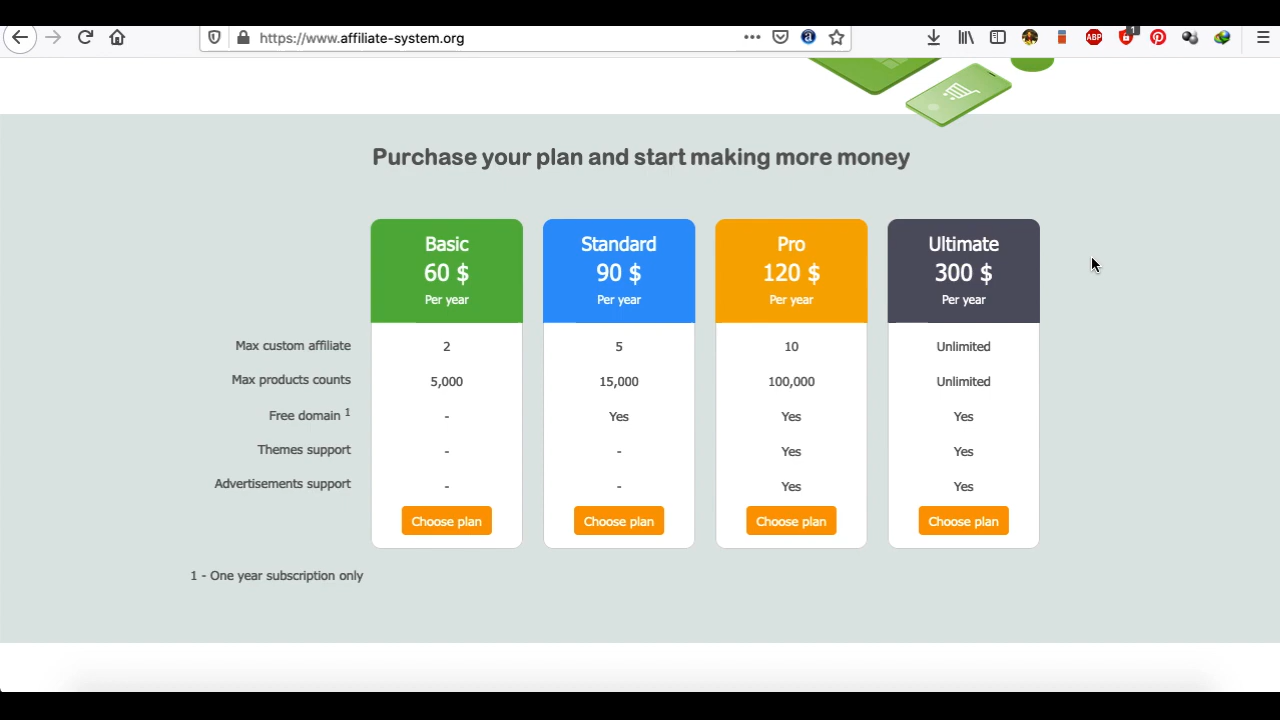 https://www.affiliate-system.org
ABP
1
Purchase your plan and start making more money
Basic
60 $
Per year
Standard
90 $
Per year
Pro
120 $
Per year
Ultimate
300 $
Per year
Max custom affiliate 2 5 10 Unlimited
Max products counts 5,000 15,000 100,000 Unlimited
Free domain 1 - Yes Yes Yes
Themes support - - Yes Yes
Advertisements support - - Yes Yes
Choose plan Choose plan Choose plan Choose plan
1 - One year subscription only